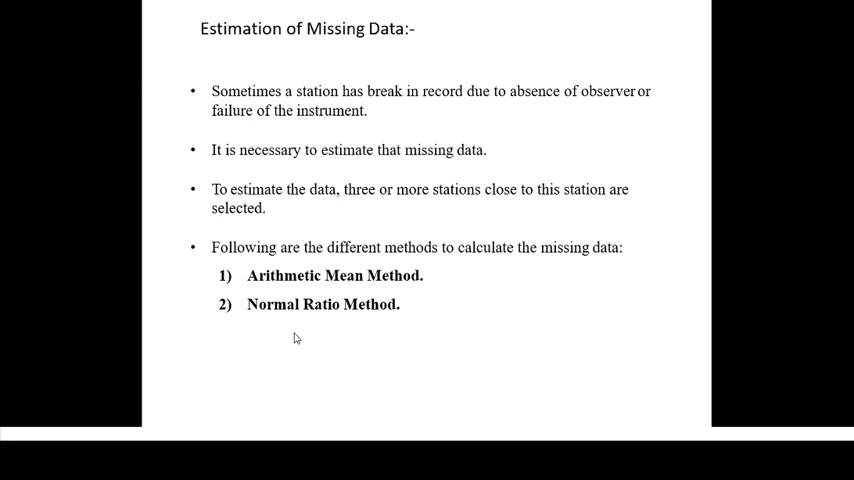 Estimation of Missing Data:-
• Sometimes a station has break in record due to absence of observer or
failure of the instrument.
• It is necessary to estimate that missing data.
• To estimate the data, three or more stations close to this station are
selected.
• Following are the different methods to calculate the missing data:
1) Arithmetic Mean Method.
2) Normal Ratio Method.